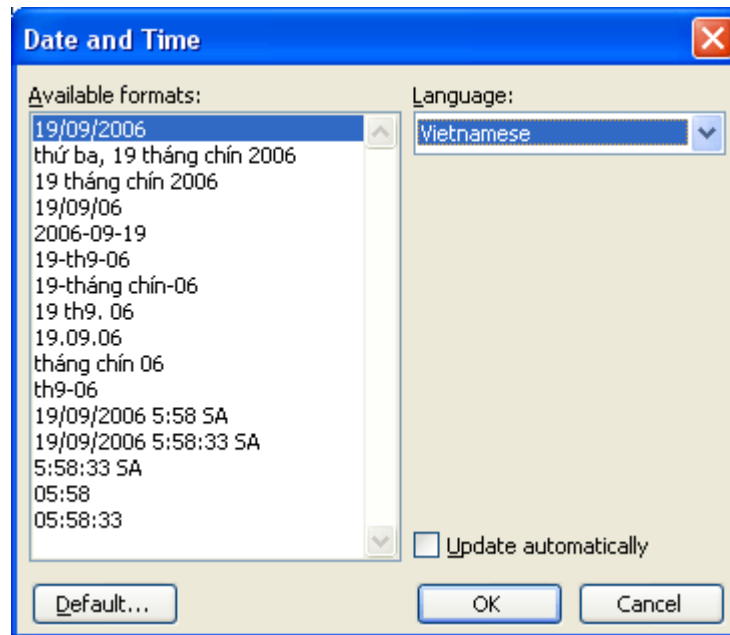 Date and Time
Available formats:
19/09/2006
thứ ba, 19 tháng chín 2006
19 tháng chín 2006
19/09/06
2006-09-19
19-th9-06
19-tháng chín-06
19 th9. 06
19.09.06
tháng chín 06
th9-06
19/09/2006 5:58 SA
19/09/2006 5:58:33 SA
5:58:33 SA
05:58
05:58:33
Language:
Vietnamese
Update automatically
Default...
OK
Cancel